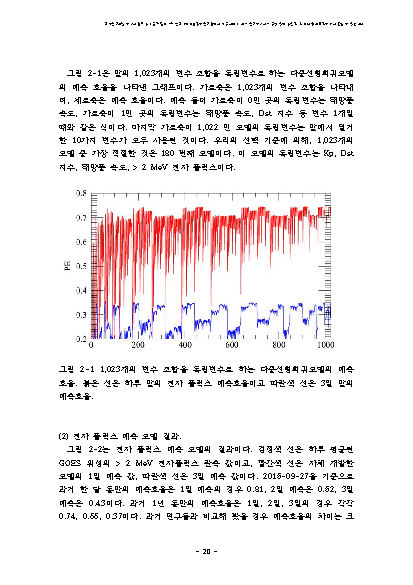 그림 2-1은 앞의 1,023개의 변수 조합을 독립변수로 하는 다중선형회귀모델
의 예측 효율을 나타낸 그래프이다. 가로축은 1,023개의 변수 조합을 나타내
며, 세로축은 예측 효율이다. 예를 들어 가로축이 0인 곳의 독립변수는 태양풍
속도, 가로축이 1인 곳의 독립변수는 태양풍 속도, Dst 지수 등 변수 1개일
때와 같은 식이다. 마지막 가로축이 1,022 인 모델의 독립변수는 앞에서 열거
한 10가지 변수가 모두 사용된 것이다. 우리의 선택 기준에 의해, 1,023개의
모델 중 가장 적절한 것은 180 번째 모델이다. 이 모델의 독립변수는 Kp, Dst
지수, 태양풍 속도, > 2 MeV 전자 플럭스이다.
0.8
0.7
0.6
PE
0.5
0.4
0.3
0.2
0 200 400 600 800 1000
그림 2-1 1,023개의 변수 조합을 독립변수로 하는 다중선형회귀모델의 예측
효율. 붉은 선은 하루 앞의 전자 플럭스 예측효율이고 파란색 선은 3일 앞의
예측효율.
(2) 전자 플럭스 예측 모델 결과.
그림 2-2는 전자 플럭스 예측 모델의 결과이다. 검정색 선은 하루 평균된
GOES 위성의 > 2 MeV 전자플럭스 관측 값이고, 빨간색 선은 자체 개발한
모델의 1일 예측 값, 파란색 선은 3일 예측 값이다. 2018-09-27을 기준으로
과거 한 달 동안의 예측효율은 1일 예측의 경우 0.81, 2일 예측은 0.62, 3일
예측은 0.43이다. 과거 1년 동안의 예측효율은 1일, 2일, 3일의 경우 각각
0.74, 0.55, 0.37이다. 과거 연구들과 비교해 봤을 경우 예측효율의 차이는 크
- 20 -